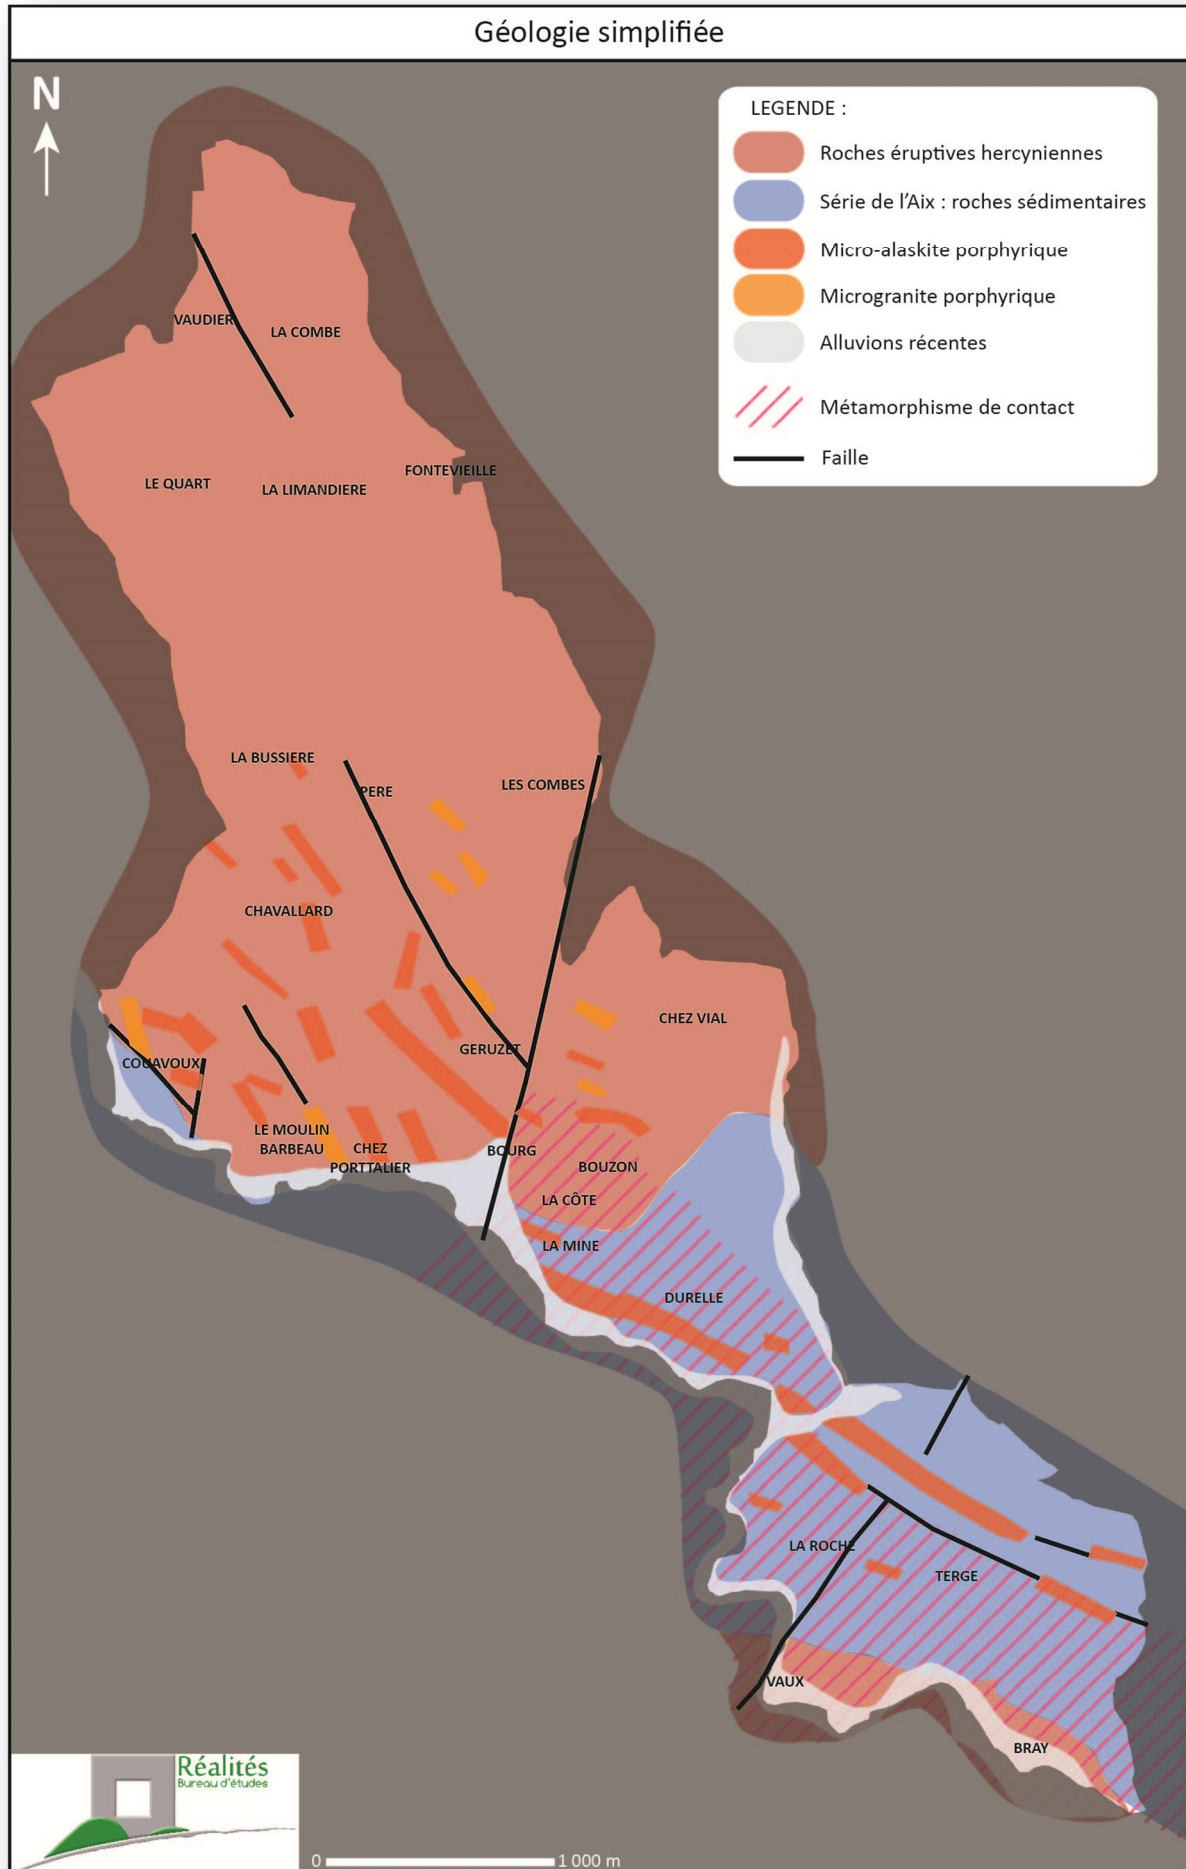 Géologie simplifiée
N
LEGENDE :
Roches éruptives hercyniennes
Série de l'Aix : roches sédimentaires
Micro-alaskite porphyrique
Microgranite porphyrique
Alluvions récentes
Métamorphisme de contact
Faille
VAUDIER
LA COMBE
FONTEVIEILLE
LE QUART
LA LIMANDIERE
LA BUSSIERE
PERE
LES COMBES
CHAVALLARD
CHEZ VIAL
GERUZET
COUAVOUX
LE MOULIN
BARBEAU
CHEZ
PORTTALIER
BOURG
BOUZON
LA CÔTE
LA MINE
DURELLE
LA ROCHE
TERGE
VAUX
BRAY
Réalités
Bureau d'études
0 1 000 m